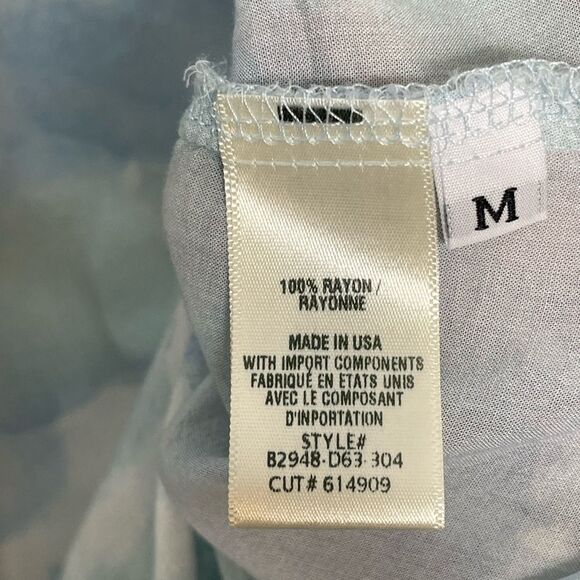 M
100% RAYON /
RAYONNE
MADE IN USA
WITH IMPORT COMPONENTS
FABRIQUÉ EN ETATS UNIS
AVEC LE COMPOSANT
D'INPORTATION
STYLE#
B2948-D63-304
CUT# 614909